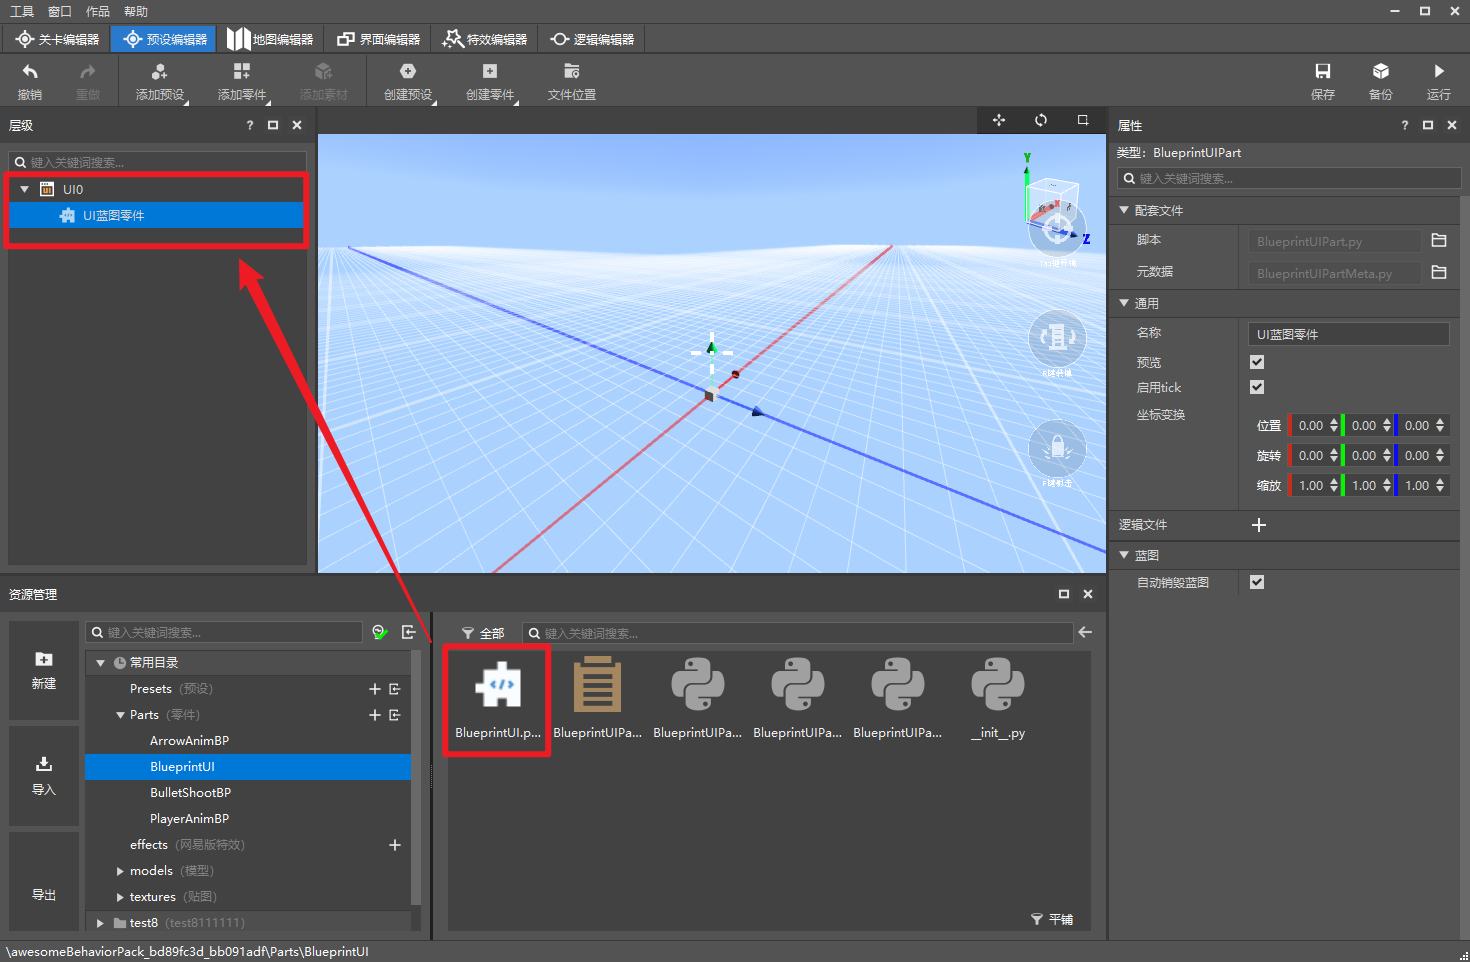 工具 窗口 作品 帮助
关卡编辑器 预设编辑器 地图编辑器 界面编辑器 特效编辑器 逻辑编辑器
撤销 重做 添加预设 添加零件 添加素材 创建预设 创建零件 文件位置 保存 备份 运行
层级 ?
键入关键词搜索...
UI0
UI蓝图零件
Y
X
Z
属性 ?
类型: BlueprintUIPart
键入关键词搜索...
配套文件
脚本 BlueprintUIPart.py
元数据 BlueprintUIPartMeta.py
通用
名称 UI蓝图零件
预览
启用tick
坐标变换
位置 0.00 0.00 0.00
旋转 0.00 0.00 0.00
缩放 1.00 1.00 1.00
逻辑文件
蓝图
自动销毁蓝图
资源管理
新建
导入
导出
键入关键词搜索...
常用目录
Presets (预设)
Parts (零件)
ArrowAnimBP
BlueprintUI
BulletShootBP
PlayerAnimBP
effects (网易版特效)
models (模型)
textures (贴图)
test8 (test8111111)
全部 键入关键词搜索...
BlueprintUI.p... BlueprintUIPa... BlueprintUIPa... BlueprintUIPa... BlueprintUIPa... __init__.py
平铺
\awesomeBehaviorPack_bd89fc3d_bb091adf\Parts\BlueprintUI